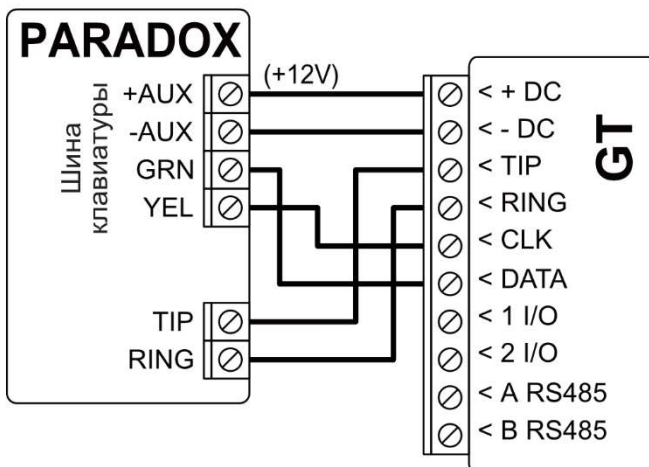 PARADOX
Шина
клавиатуры
+AUX
-AUX
GRN
YEL
TIP
RING
(+12V)
< + DC
< - DC
< TIP
< RING
< CLK
< DATA
< 1 I/O
< 2 I/O
< A RS485
< B RS485
GT